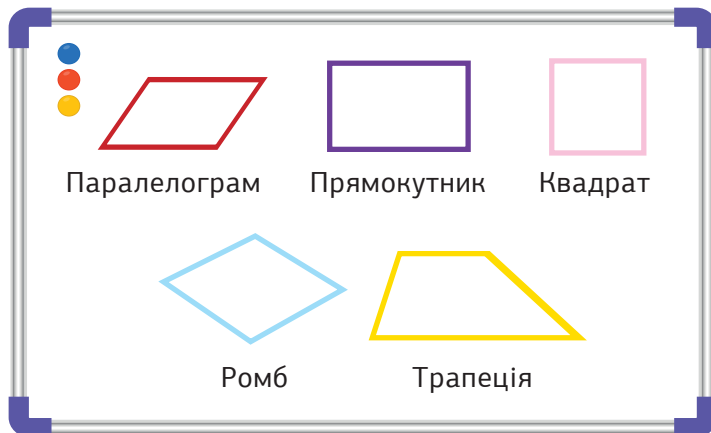 Паралелограм Прямокутник Квадрат
Ромб Трапеція